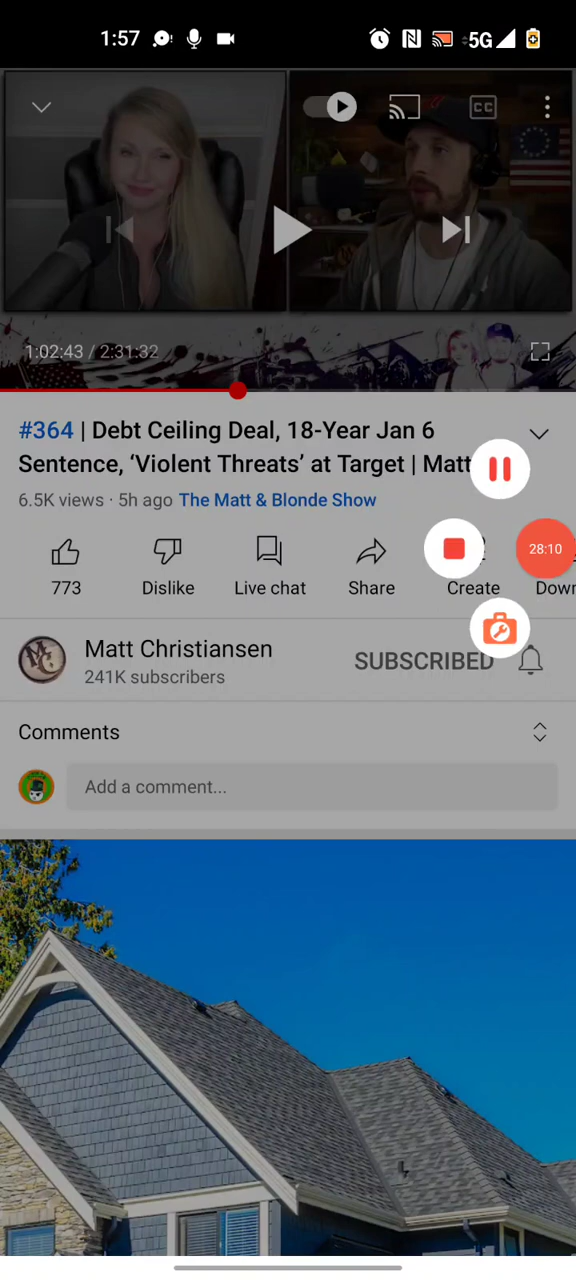 1:57
5G
CC
1:02:43 / 2:31:32
#364 | Debt Ceiling Deal, 18-Year Jan 6
Sentence, ‘Violent Threats’ at Target | Matt
6.5K views · 5h ago The Matt & Blonde Show
28:10
773 Dislike Live chat Share Create Down
Matt Christiansen
241K subscribers
SUBSCRIBED
Comments
Add a comment...